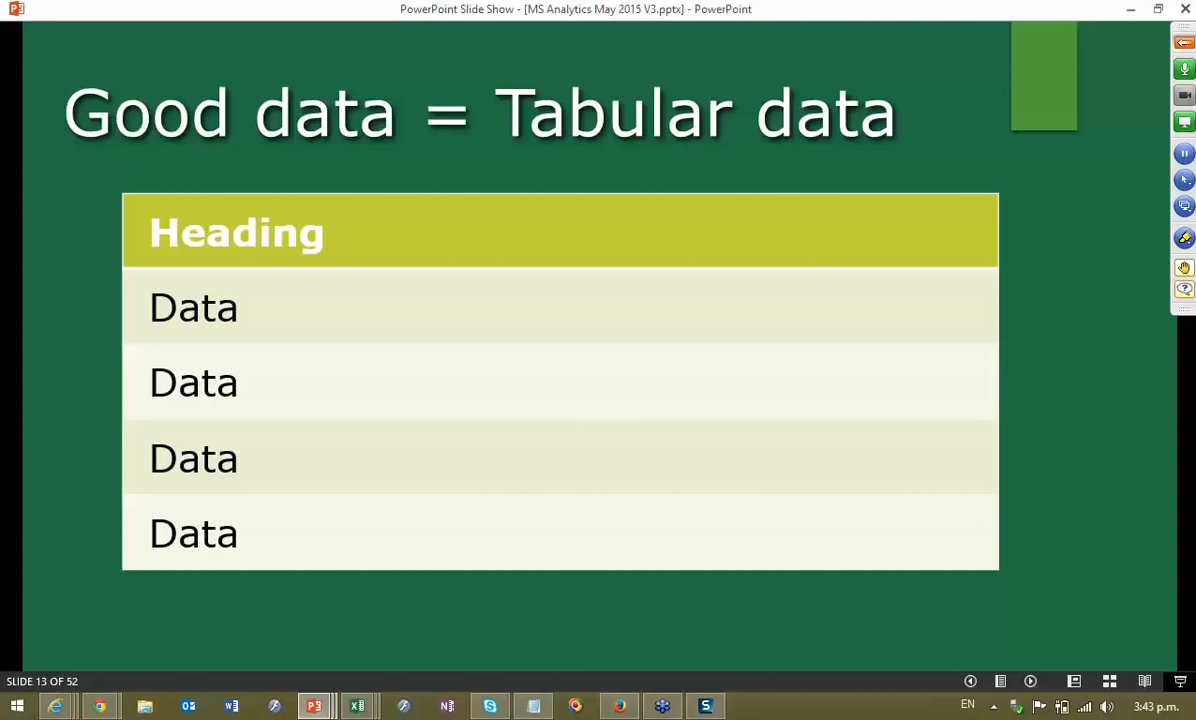 PowerPoint Slide Show - [MS Analytics May 2015 V3.pptx] - PowerPoint
Good data = Tabular data
Heading
Data
Data
Data
Data
SLIDE 13 OF 52
EN
3:43 p.m.